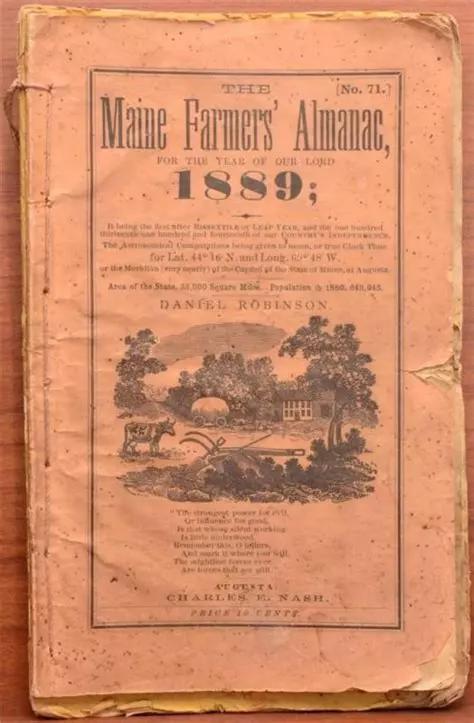 THE
[No. 71.]
Maine Farmers' Almanac,
FOR THE YEAR OF OUR LORD
1889;
It being the first after BISSEXTILE or LEAP YEAR, and the one hundred
thirteenth and one hundred and fourteenth of our COUNTRY'S INDEPENDENCE.
The Astronomical Computations being given in mean, or true Clock Time
for Lat. 44° 16' N. and Long. 69° 48' W.
or the Meridian (very nearly) of the Capitol of the State of Maine, at Augusta.
Area of the State, 35,000 Square Miles. Population in 1880, 648,945.
DANIEL ROBINSON.
"The strongest power for evil,
Or influence for good,
Is that whose silent working
Is little understood.
Remember this, O toilers,
And mark it where you will,
The mightiest forces ever
Are forces that are still.
AUGUSTA:
CHARLES E. NASH.
PRICE 10 CENTS.